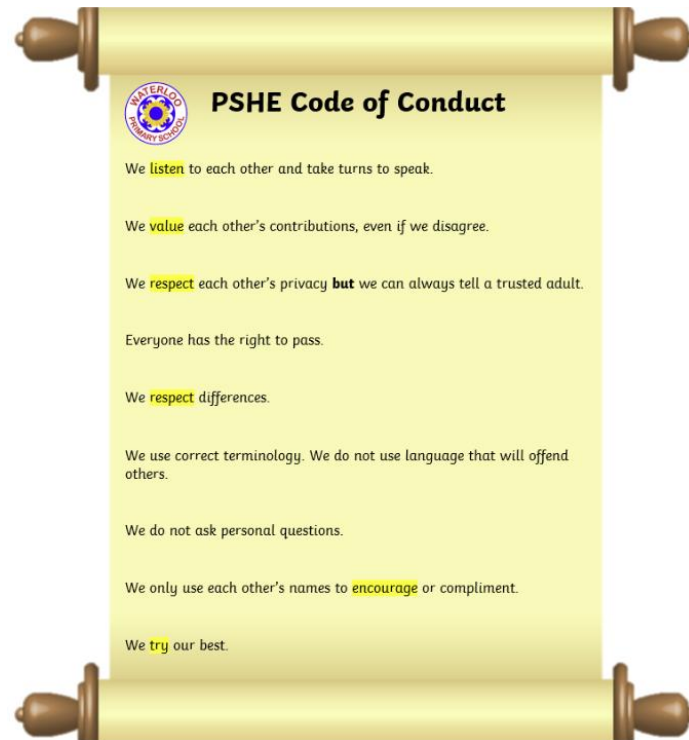 WATERLOO
PRIMARY SCHOOL
PSHE Code of Conduct
We listen to each other and take turns to speak.
We value each other's contributions, even if we disagree.
We respect each other's privacy but we can always tell a trusted adult.
Everyone has the right to pass.
We respect differences.
We use correct terminology. We do not use language that will offend
others.
We do not ask personal questions.
We only use each other's names to encourage or compliment.
We try our best.